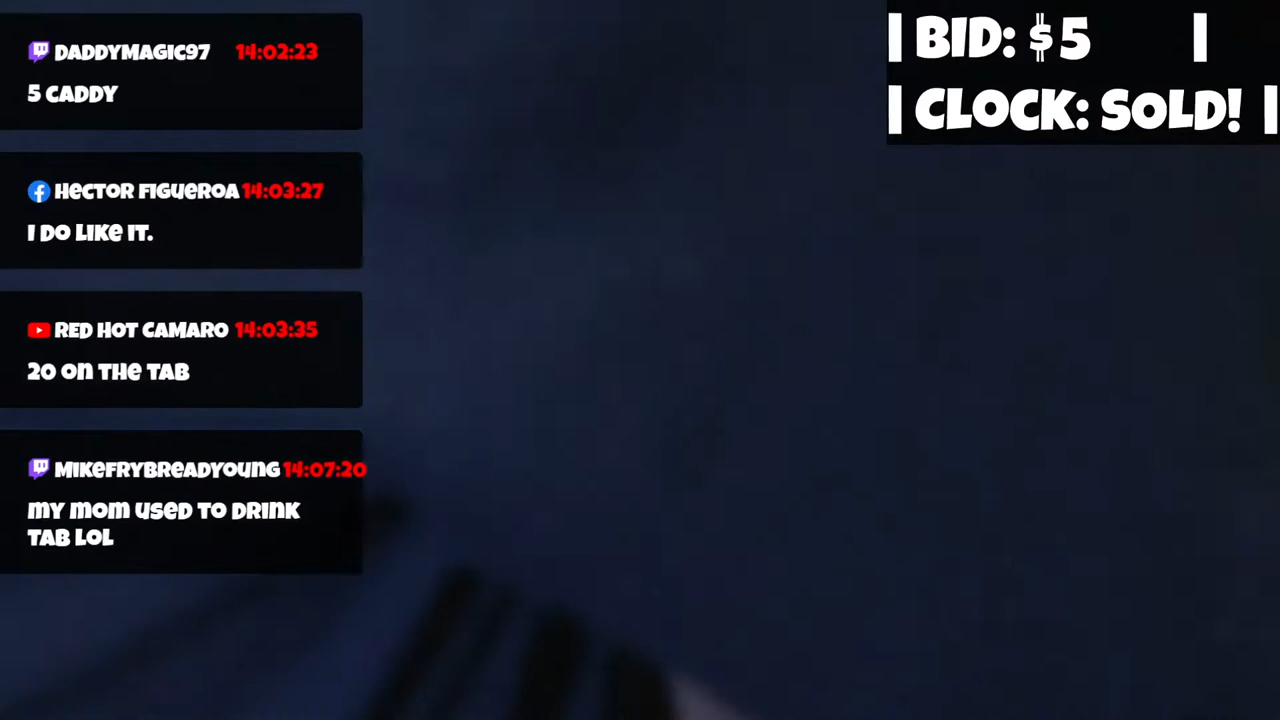 DADDYMAGIC97 14:02:23
5 CADDY
HECTOR FIGUEROA 14:03:27
I DO LIKE IT.
RED HOT CAMARO 14:03:35
20 ON THE TAB
MIKEFRYBREADYOUNG 14:07:20
MY MOM USED TO DRINK
TAB LOL
| BID: $5 |
| CLOCK: SOLD! |